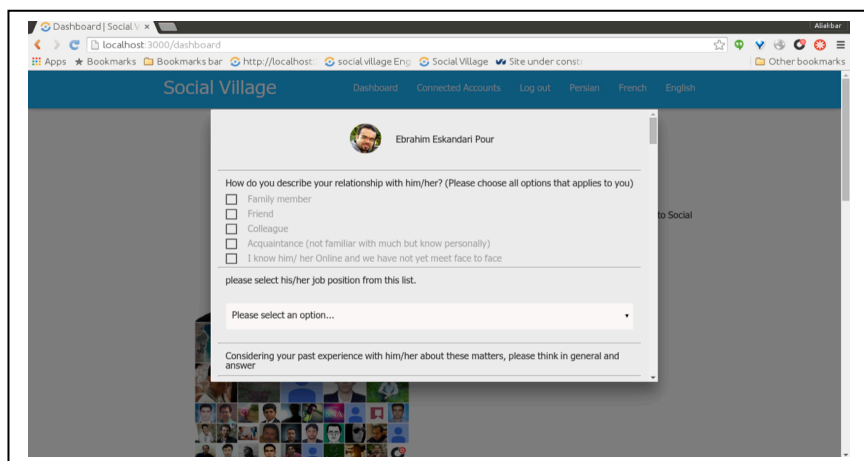 Dashboard | Social V
Aliakbar
localhost:3000/dashboard
Apps Bookmarks Bookmarks bar http://localhost: social village Eng Social Village Site under constr Other bookmarks
Social Village Dashboard Connected Accounts Log out Persian French English
Ebrahim Eskandari Pour
How do you describe your relationship with him/her? (Please choose all options that applies to you)
Family member
Friend
to Social
Colleague
Acquaintance (not familiar with much but know personally)
I know him/ her Online and we have not yet meet face to face
please select his/her job position from this list.
Please select an option...
Considering your past experience with him/her about these matters, please think in general and
answer